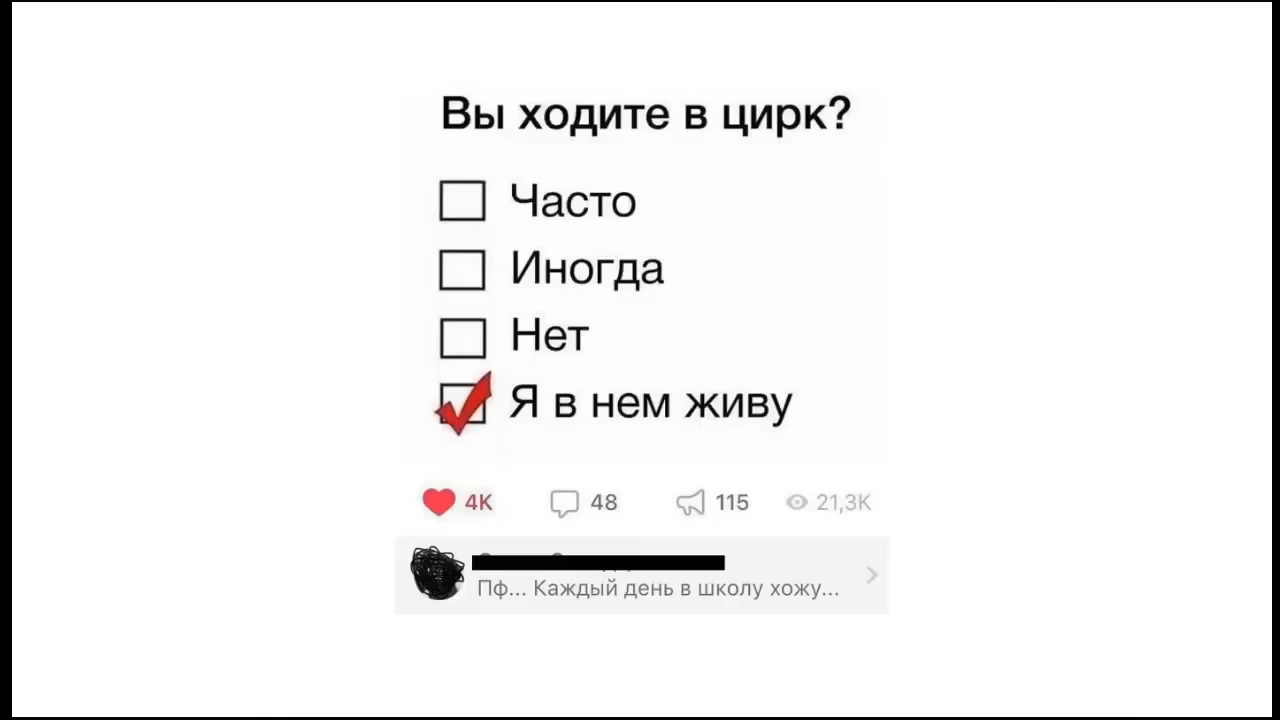 Вы ходите в цирк?
Часто
Иногда
Нет
Я в нем живу
4K 48 115 21,3K
Пф... Каждый день в школу хожу...